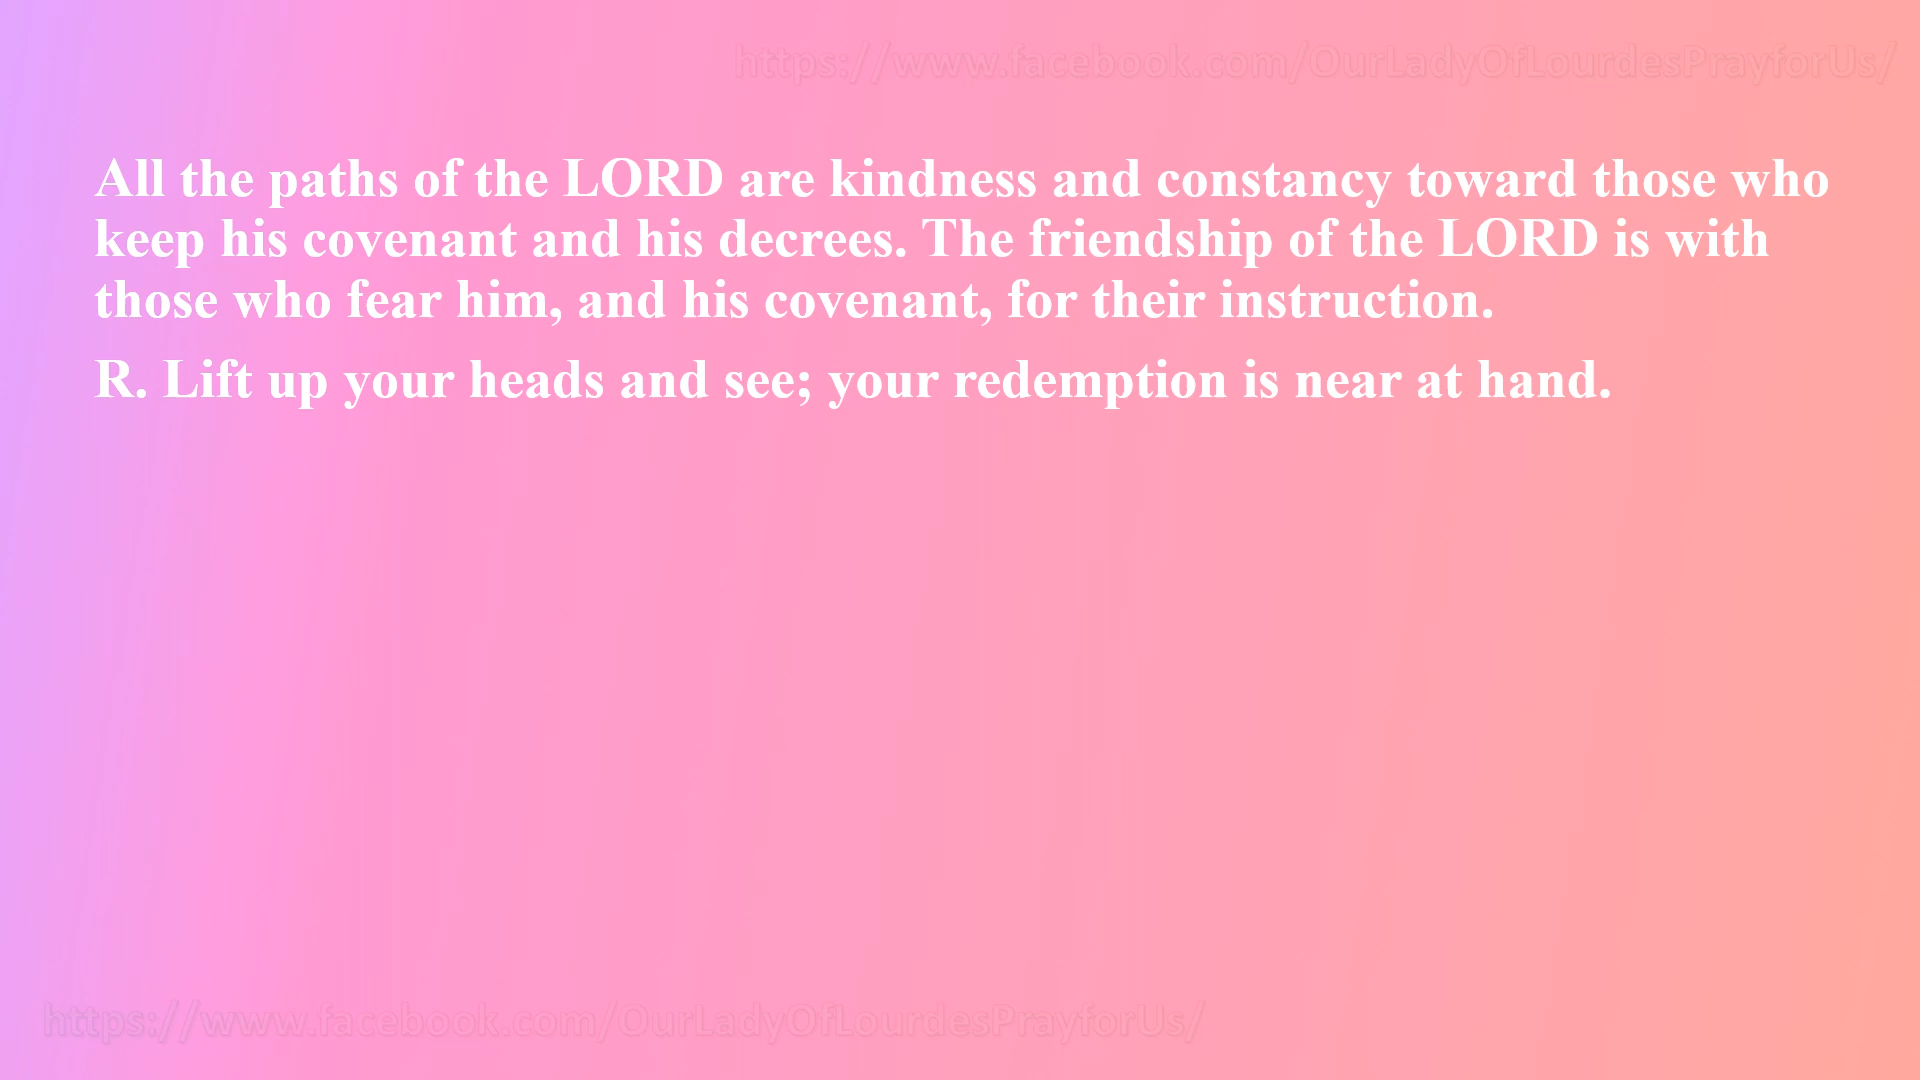 https://www.facebook.com/OurLadyOfLourdesPrayforUs/
All the paths of the LORD are kindness and constancy toward those who
keep his covenant and his decrees. The friendship of the LORD is with
those who fear him, and his covenant, for their instruction.
R. Lift up your heads and see; your redemption is near at hand.
https://www.facebook.com/OurLadyOfLourdesPrayforUs/